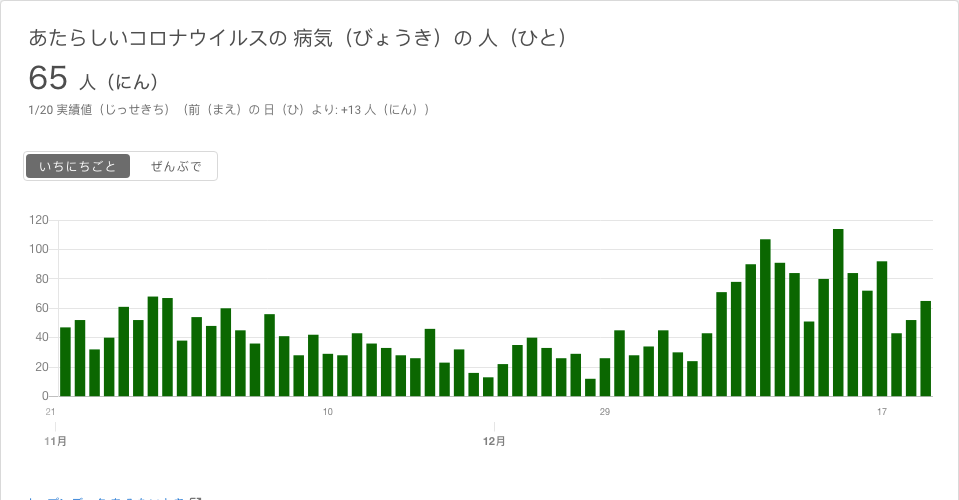 あたらしいコロナウイルスの 病気（びょうき）の 人（ひと）
65 人（にん）
1/20 実績値（じっせきち）（前（まえ）の 日（ひ）より: +13 人（にん））
いちにちごと ぜんぶで
120
100
80
60
40
20
0
21 10 29 17
11月 12月